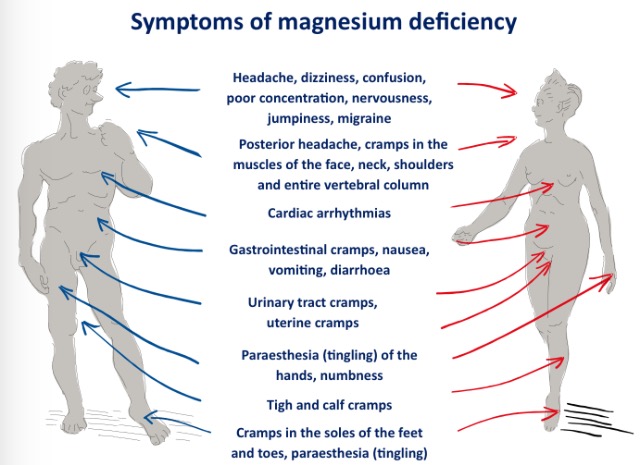 Symptoms of magnesium deficiency
Headache, dizziness, confusion,
poor concentration, nervousness,
jumpiness, migraine
Posterior headache, cramps in the
muscles of the face, neck, shoulders
and entire vertebral column
Cardiac arrhythmias
Gastrointestinal cramps, nausea,
vomiting, diarrhoea
Urinary tract cramps,
uterine cramps
Paraesthesia (tingling) of the
hands, numbness
Tigh and calf cramps
Cramps in the soles of the feet
and toes, paraesthesia (tingling)